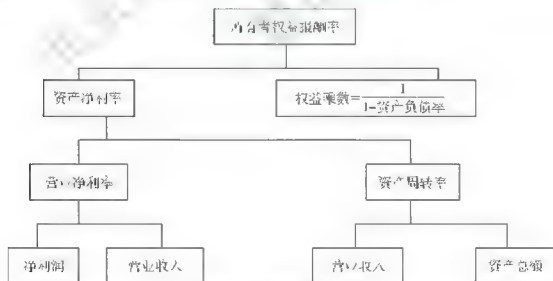 所有者权益报酬率
资产净利率
权益乘数=1/(1-资产负债率)
营业净利率
资产周转率
净利润
营业收入
营业收入
资产总额